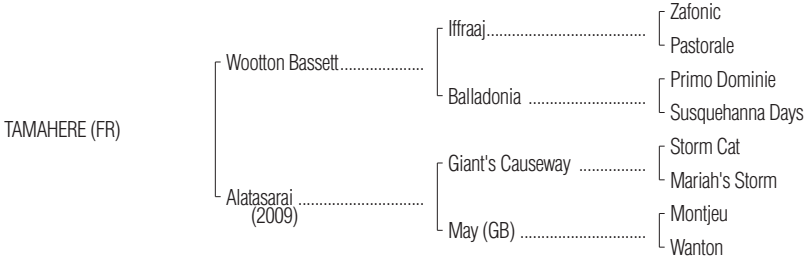 TAMAHERE (FR)
Wootton Bassett....................
Iffraaj......................................
Zafonic
Pastorale
Balladonia ............................
Primo Dominie
Susquehanna Days
Alatasarai ..............................
(2009)
Giant's Causeway ................
Storm Cat
Mariah's Storm
May (GB) ..............................
Montjeu
Wanton